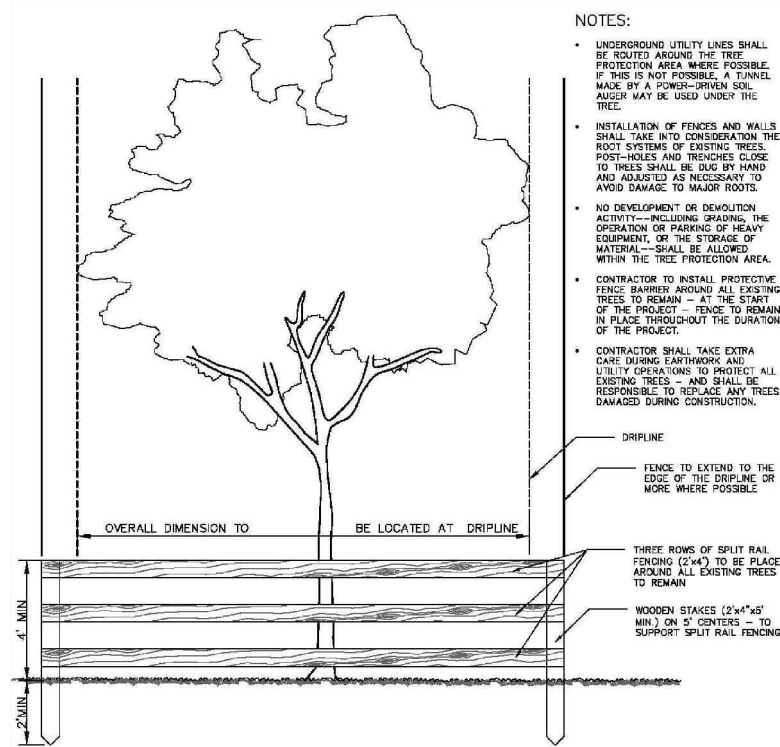 NOTES:
• UNDERGROUND UTILITY LINES SHALL
BE ROUTED AROUND THE TREE
PROTECTION AREA WHERE POSSIBLE.
IF THIS IS NOT POSSIBLE, A TUNNEL
MADE BY A POWER-DRIVEN SOIL
AUGER MAY BE USED UNDER THE
TREE.
• INSTALLATION OF FENCES AND WALLS
SHALL TAKE INTO CONSIDERATION THE
ROOT SYSTEMS OF EXISTING TREES.
POST-HOLES AND TRENCHES CLOSE
TO TREES SHALL BE DUG BY HAND
AND ADJUSTED AS NECESSARY TO
AVOID DAMAGE TO MAJOR ROOTS.
• NO DEVELOPMENT OR DEMOLITION
ACTIVITY--INCLUDING GRADING, THE
OPERATION OR PARKING OF HEAVY
EQUIPMENT, OR THE STORAGE OF
MATERIAL--SHALL BE ALLOWED
WITHIN THE TREE PROTECTION AREA.
• CONTRACTOR TO INSTALL PROTECTIVE
FENCE BARRIER AROUND ALL EXISTING
TREES TO REMAIN - AT THE START
OF THE PROJECT - FENCE TO REMAIN
IN PLACE THROUGHOUT THE DURATION
OF THE PROJECT.
• CONTRACTOR SHALL TAKE EXTRA
CARE DURING EARTHWORK AND
UTILITY OPERATIONS TO PROTECT ALL
EXISTING TREES - AND SHALL BE
RESPONSIBLE TO REPLACE ANY TREES
DAMAGED DURING CONSTRUCTION.
DRIPLINE
FENCE TO EXTEND TO THE
EDGE OF THE DRIPLINE OR
MORE WHERE POSSIBLE
OVERALL DIMENSION TO BE LOCATED AT DRIPLINE
THREE ROWS OF SPLIT RAIL
FENCING (2'x4") TO BE PLACE
AROUND ALL EXISTING TREES
TO REMAIN
WOODEN STAKES (2'x4"x6'
MIN.) ON 5' CENTERS - TO
SUPPORT SPLIT RAIL FENCING
4' MIN
2'MIN